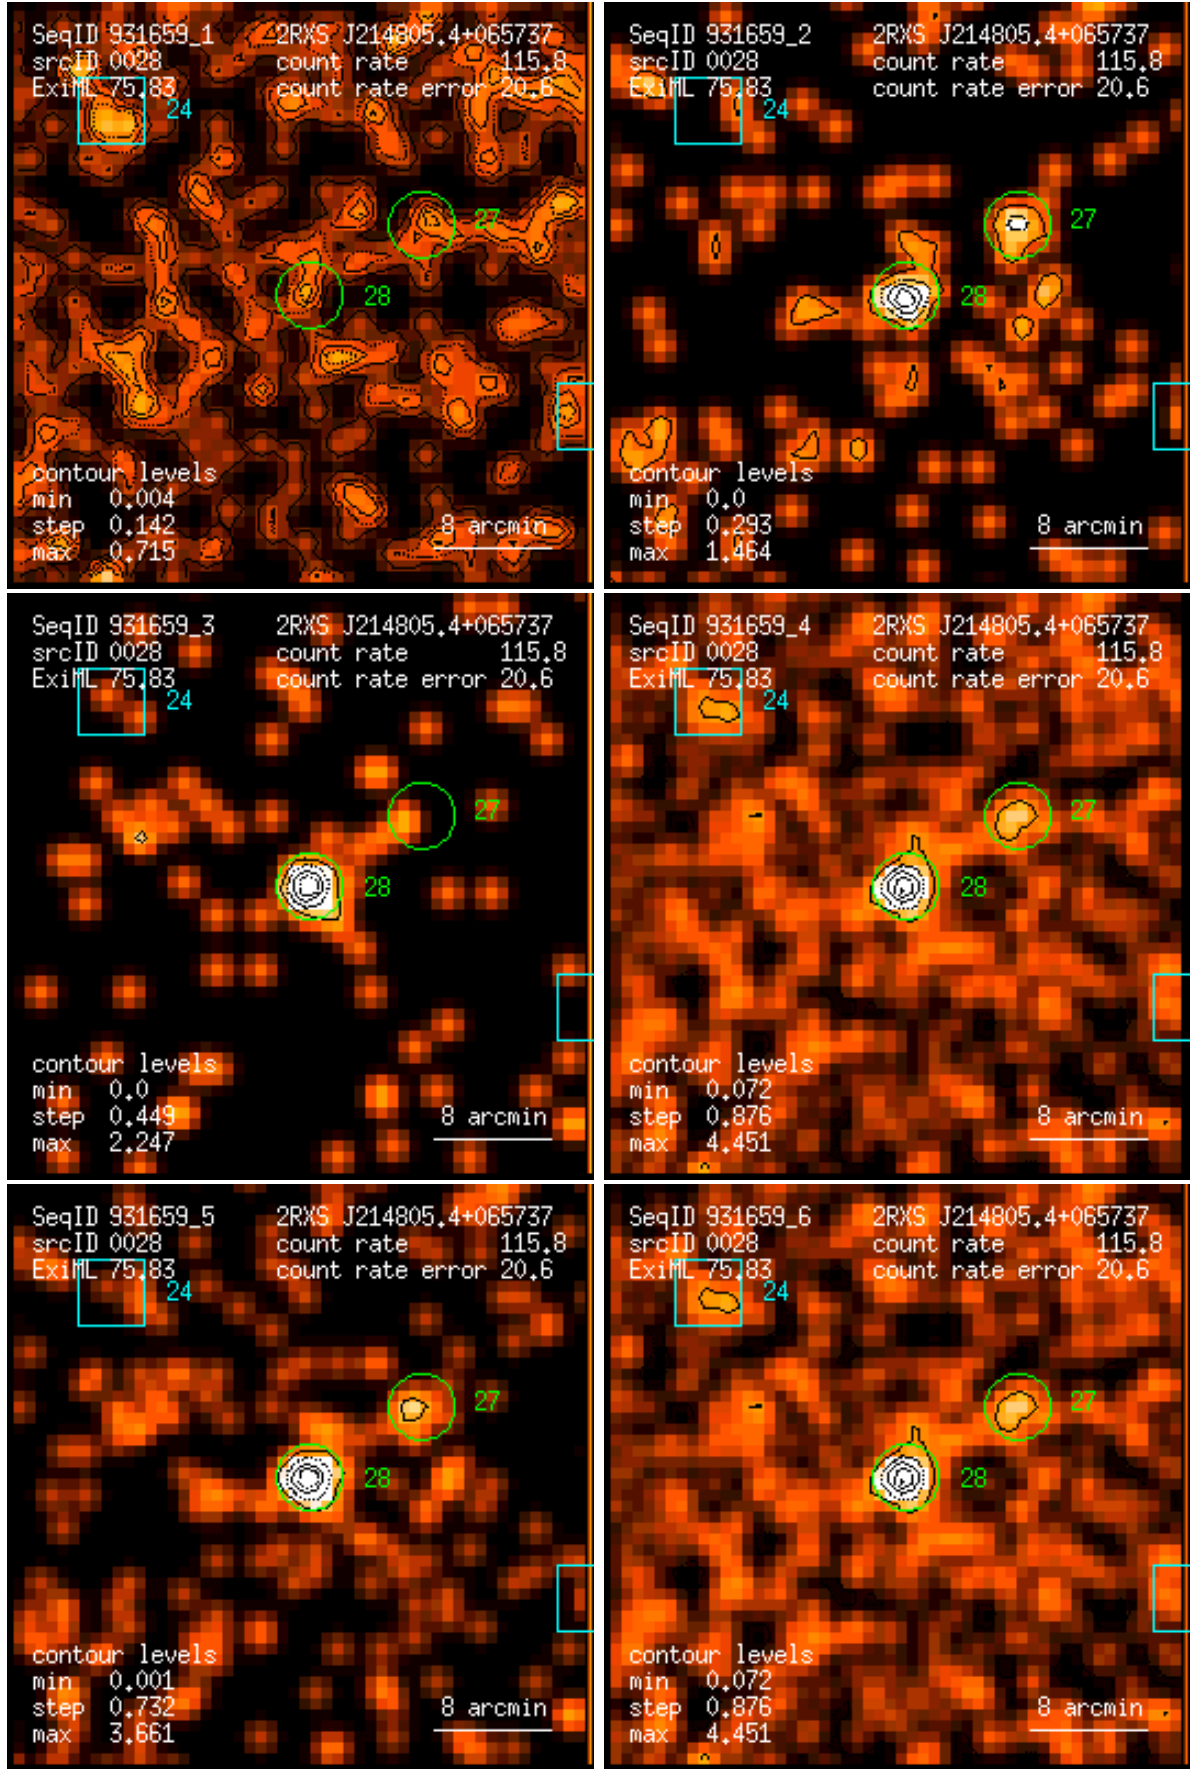 SeqID 931659_1 2RXS J214805.4+065737
srcID 0028 count rate 115.8
ExiML 75.83 count rate error 20.6
24
27
28
contour levels
min 0.004
step 0.142
max 0.715
8 arcmin
SeqID 931659_2 2RXS J214805.4+065737
srcID 0028 count rate 115.8
ExiML 75.83 count rate error 20.6
24
27
28
contour levels
min 0.0
step 0.293
max 1.464
8 arcmin
SeqID 931659_3 2RXS J214805.4+065737
srcID 0028 count rate 115.8
ExiML 75.83 count rate error 20.6
24
27
28
contour levels
min 0.0
step 0.449
max 2.247
8 arcmin
SeqID 931659_4 2RXS J214805.4+065737
srcID 0028 count rate 115.8
ExiML 75.83 count rate error 20.6
24
27
28
contour levels
min 0.072
step 0.876
max 4.451
8 arcmin
SeqID 931659_5 2RXS J214805.4+065737
srcID 0028 count rate 115.8
ExiML 75.83 count rate error 20.6
24
27
28
contour levels
min 0.001
step 0.732
max 3.661
8 arcmin
SeqID 931659_6 2RXS J214805.4+065737
srcID 0028 count rate 115.8
ExiML 75.83 count rate error 20.6
24
27
28
contour levels
min 0.072
step 0.876
max 4.451
8 arcmin